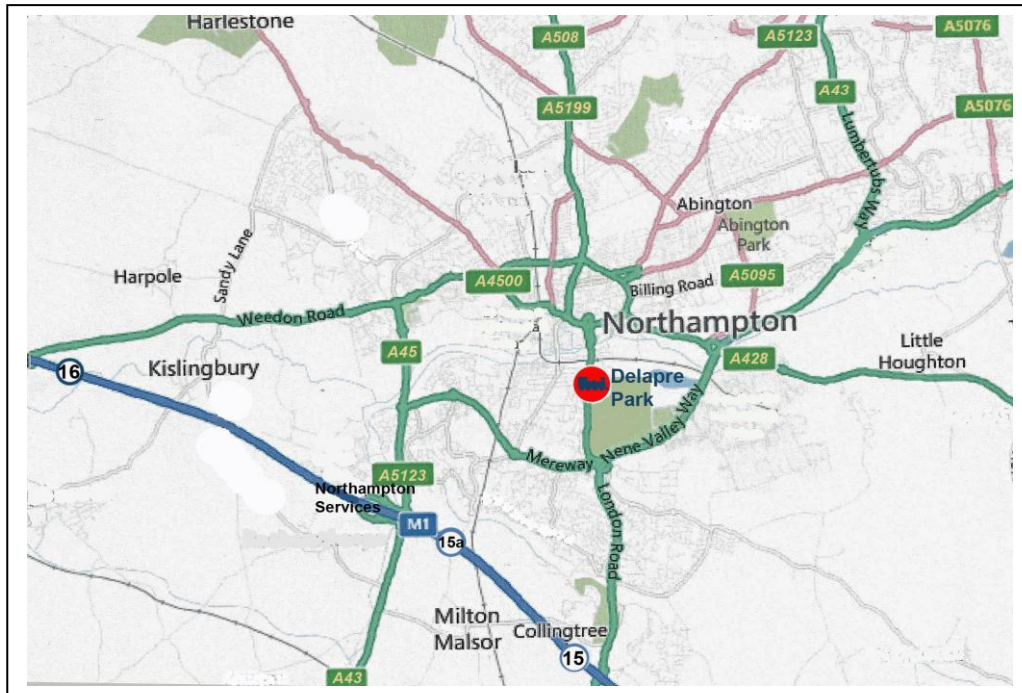 Harlestone
A508
A5123
A5076
A43
A5199
A5076
Lumbertubs Way
Abington
Abington
Park
Sandy Lane
Harpole
A4500
Billing Road
A5095
Weedon Road
Northampton
Little
Houghton
16
Kislingbury
A45
A428
Delapre
Park
Nene Valley Way
Mereway
A5123
Northampton
Services
London Road
M1
15a
Milton
Malsor
Collingtree
15
A43